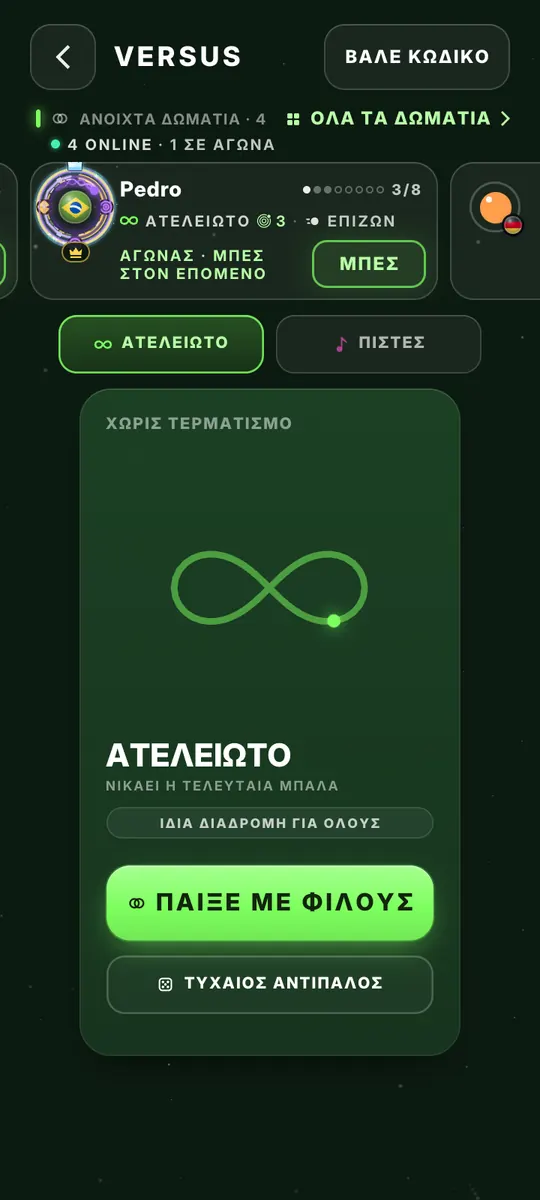 VERSUS
ΒΑΛΕ ΚΩΔΙΚΟ
ΑΝΟΙΧΤΑ ΔΩΜΑΤΙΑ · 4
ΟΛΑ ΤΑ ΔΩΜΑΤΙΑ
4 ONLINE · 1 ΣΕ ΑΓΩΝΑ
Pedro
3/8
ΑΤΕΛΕΙΩΤΟ 3 · ΕΠΙΖΩΝ
ΑΓΩΝΑΣ · ΜΠΕΣ
ΣΤΟΝ ΕΠΟΜΕΝΟ
ΜΠΕΣ
ΑΤΕΛΕΙΩΤΟ
ΠΙΣΤΕΣ
ΧΩΡΙΣ ΤΕΡΜΑΤΙΣΜΟ
ΑΤΕΛΕΙΩΤΟ
ΝΙΚΑΕΙ Η ΤΕΛΕΥΤΑΙΑ ΜΠΑΛΑ
ΙΔΙΑ ΔΙΑΔΡΟΜΗ ΓΙΑ ΟΛΟΥΣ
ΠΑΙΞΕ ΜΕ ΦΙΛΟΥΣ
ΤΥΧΑΙΟΣ ΑΝΤΙΠΑΛΟΣ